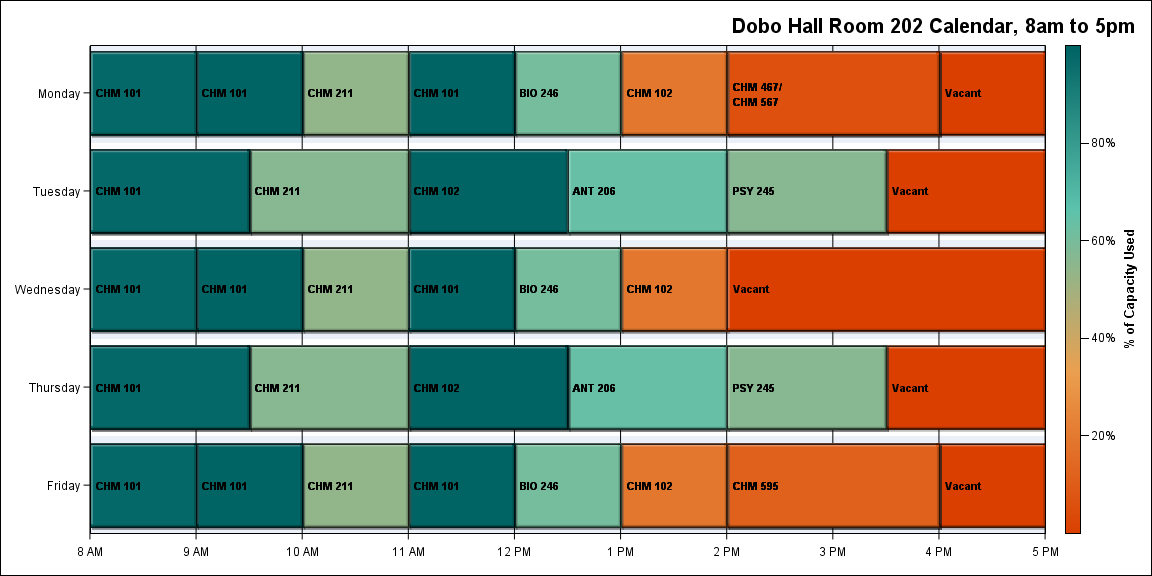 Dobo Hall Room 202 Calendar, 8am to 5pm
Monday
CHM 101
CHM 101
CHM 211
CHM 101
BIO 246
CHM 102
CHM 467/
CHM 567
Vacant
Tuesday
CHM 101
CHM 211
CHM 102
ANT 206
PSY 245
Vacant
Wednesday
CHM 101
CHM 101
CHM 211
CHM 101
BIO 246
CHM 102
Vacant
Thursday
CHM 101
CHM 211
CHM 102
ANT 206
PSY 245
Vacant
Friday
CHM 101
CHM 101
CHM 211
CHM 101
BIO 246
CHM 102
CHM 595
Vacant
8 AM
9 AM
10 AM
11 AM
12 PM
1 PM
2 PM
3 PM
4 PM
5 PM
80%
60%
40%
20%
% of Capacity Used